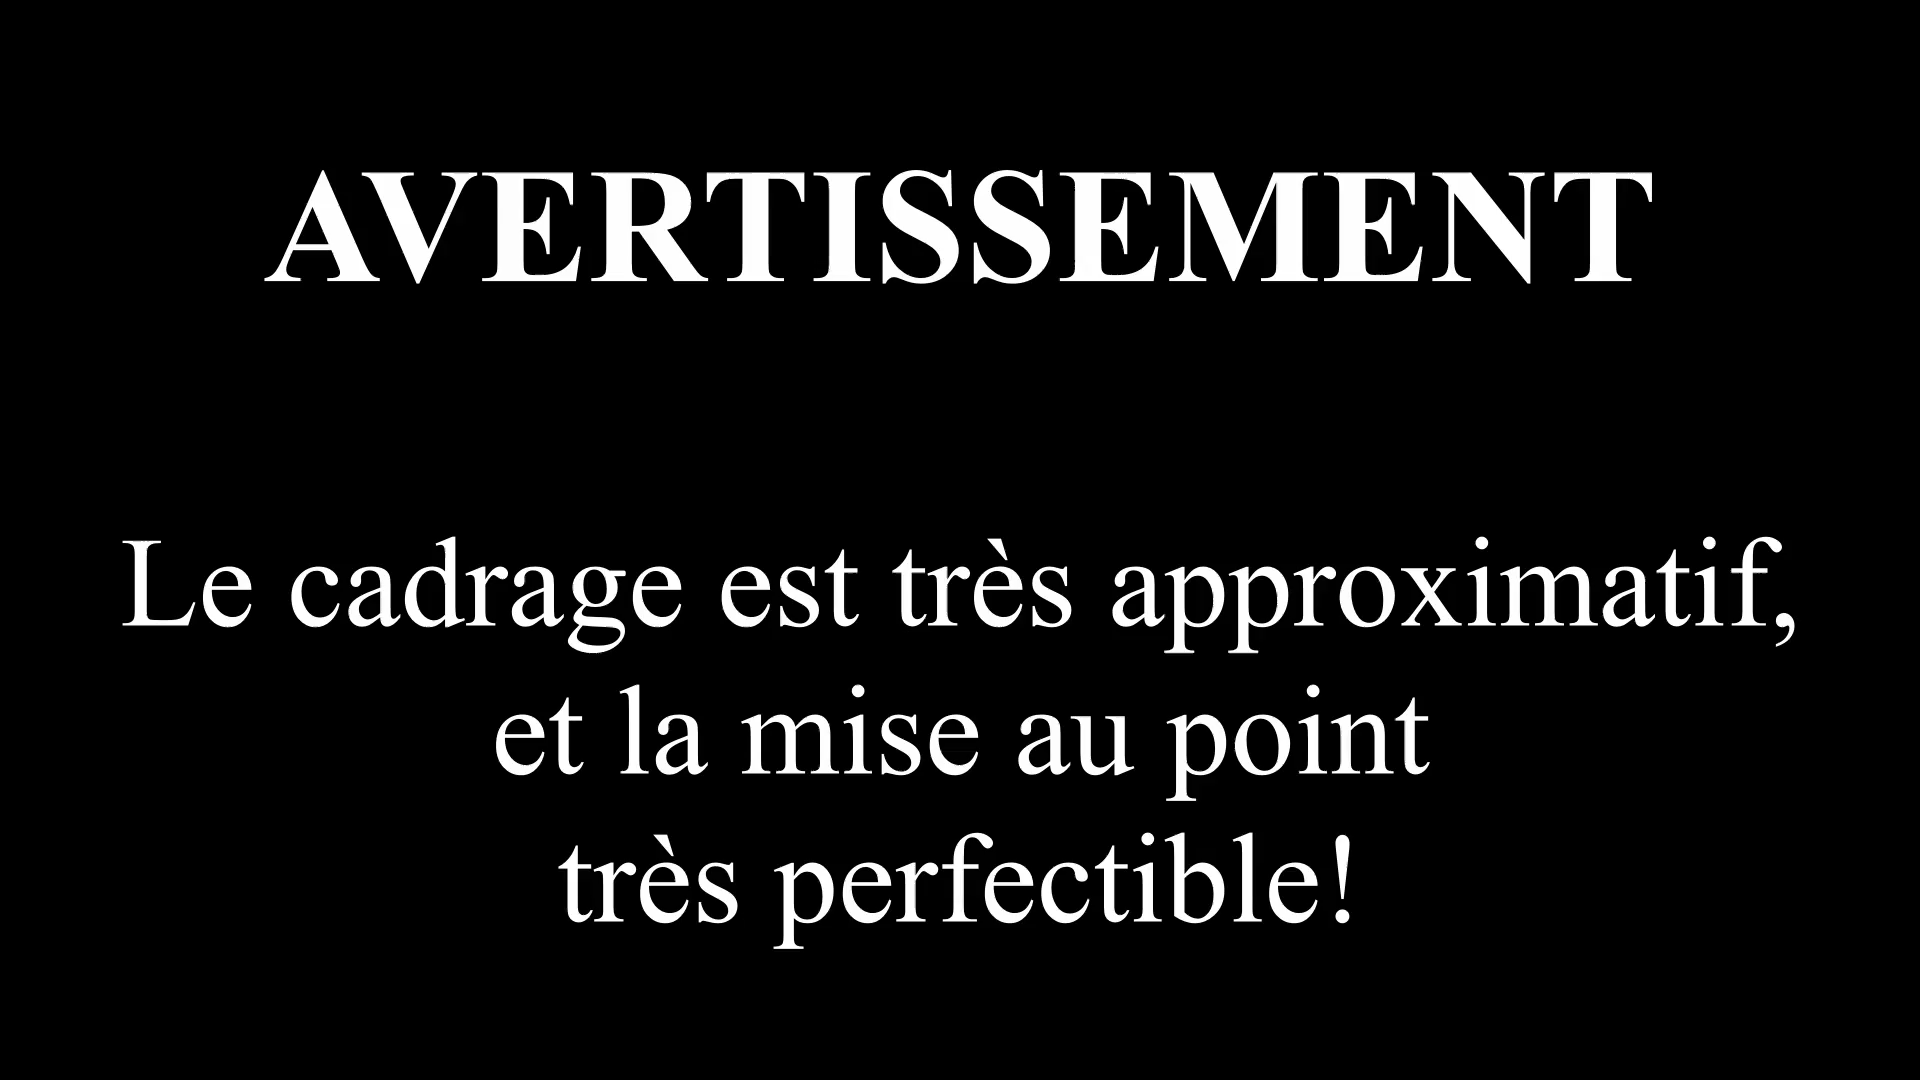 AVERTISSEMENT
Le cadrage est très approximatif,
et la mise au point
très perfectible!